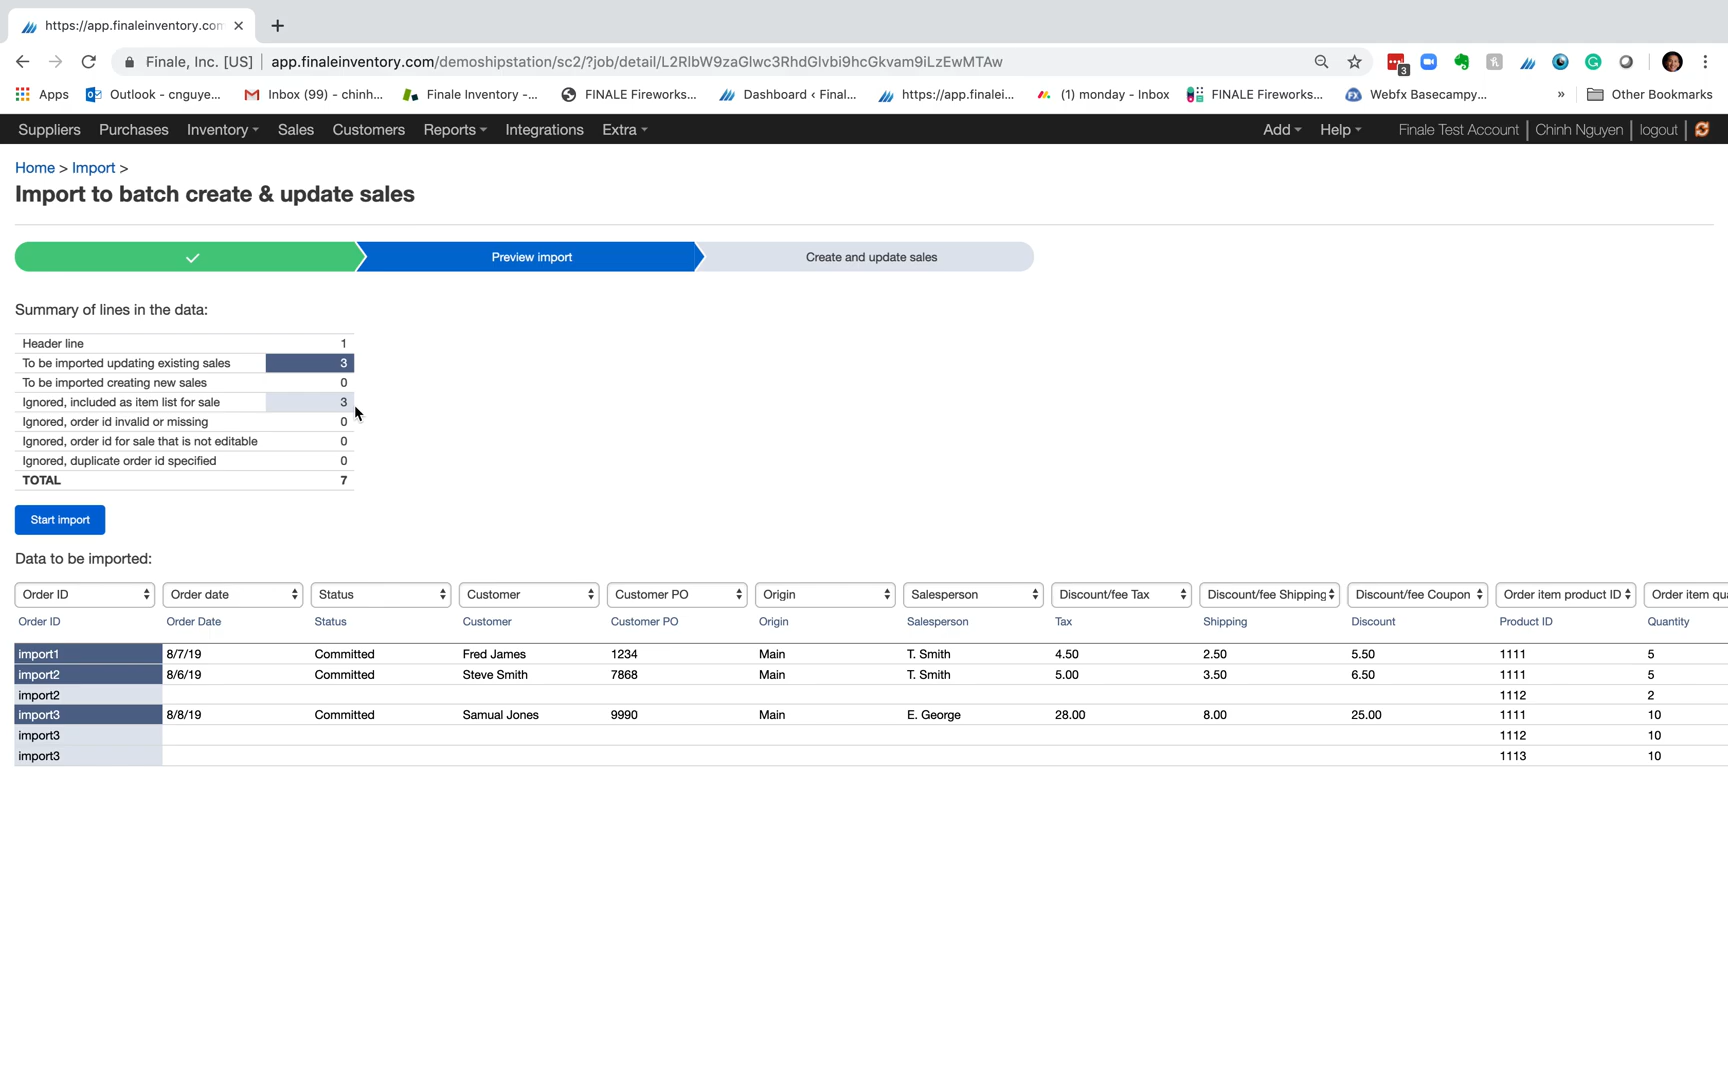 https://app.finaleinventory.com
Finale, Inc. [US] app.finaleinventory.com/demoshipstation/sc2/?job/detail/L2RlbW9zaGlwc3RhdGlvbi9hcGkvam9iLzEwMTAw
3
Apps Outlook - cnguye... Inbox (99) - chinh... Finale Inventory -... FINALE Fireworks... Dashboard ‹ Final... https://app.finalei... (1) monday - Inbox FINALE Fireworks... Webfx Basecampy... » Other Bookmarks
Suppliers Purchases Inventory Sales Customers Reports Integrations Extra Add Help Finale Test Account Chinh Nguyen logout
Home > Import >
Import to batch create & update sales
Preview import Create and update sales
Summary of lines in the data:
Header line 1
To be imported updating existing sales 3
To be imported creating new sales 0
Ignored, included as item list for sale 3
Ignored, order id invalid or missing 0
Ignored, order id for sale that is not editable 0
Ignored, duplicate order id specified 0
TOTAL 7
Start import
Data to be imported:
Order ID Order date Status Customer Customer PO Origin Salesperson Discount/fee Tax Discount/fee Shipping Discount/fee Coupon Order item product ID Order item qua
Order ID Order Date Status Customer Customer PO Origin Salesperson Tax Shipping Discount Product ID Quantity
import1 8/7/19 Committed Fred James 1234 Main T. Smith 4.50 2.50 5.50 1111 5
import2 8/6/19 Committed Steve Smith 7868 Main T. Smith 5.00 3.50 6.50 1111 5
import2 1112 2
import3 8/8/19 Committed Samual Jones 9990 Main E. George 28.00 8.00 25.00 1111 10
import3 1112 10
import3 1113 10